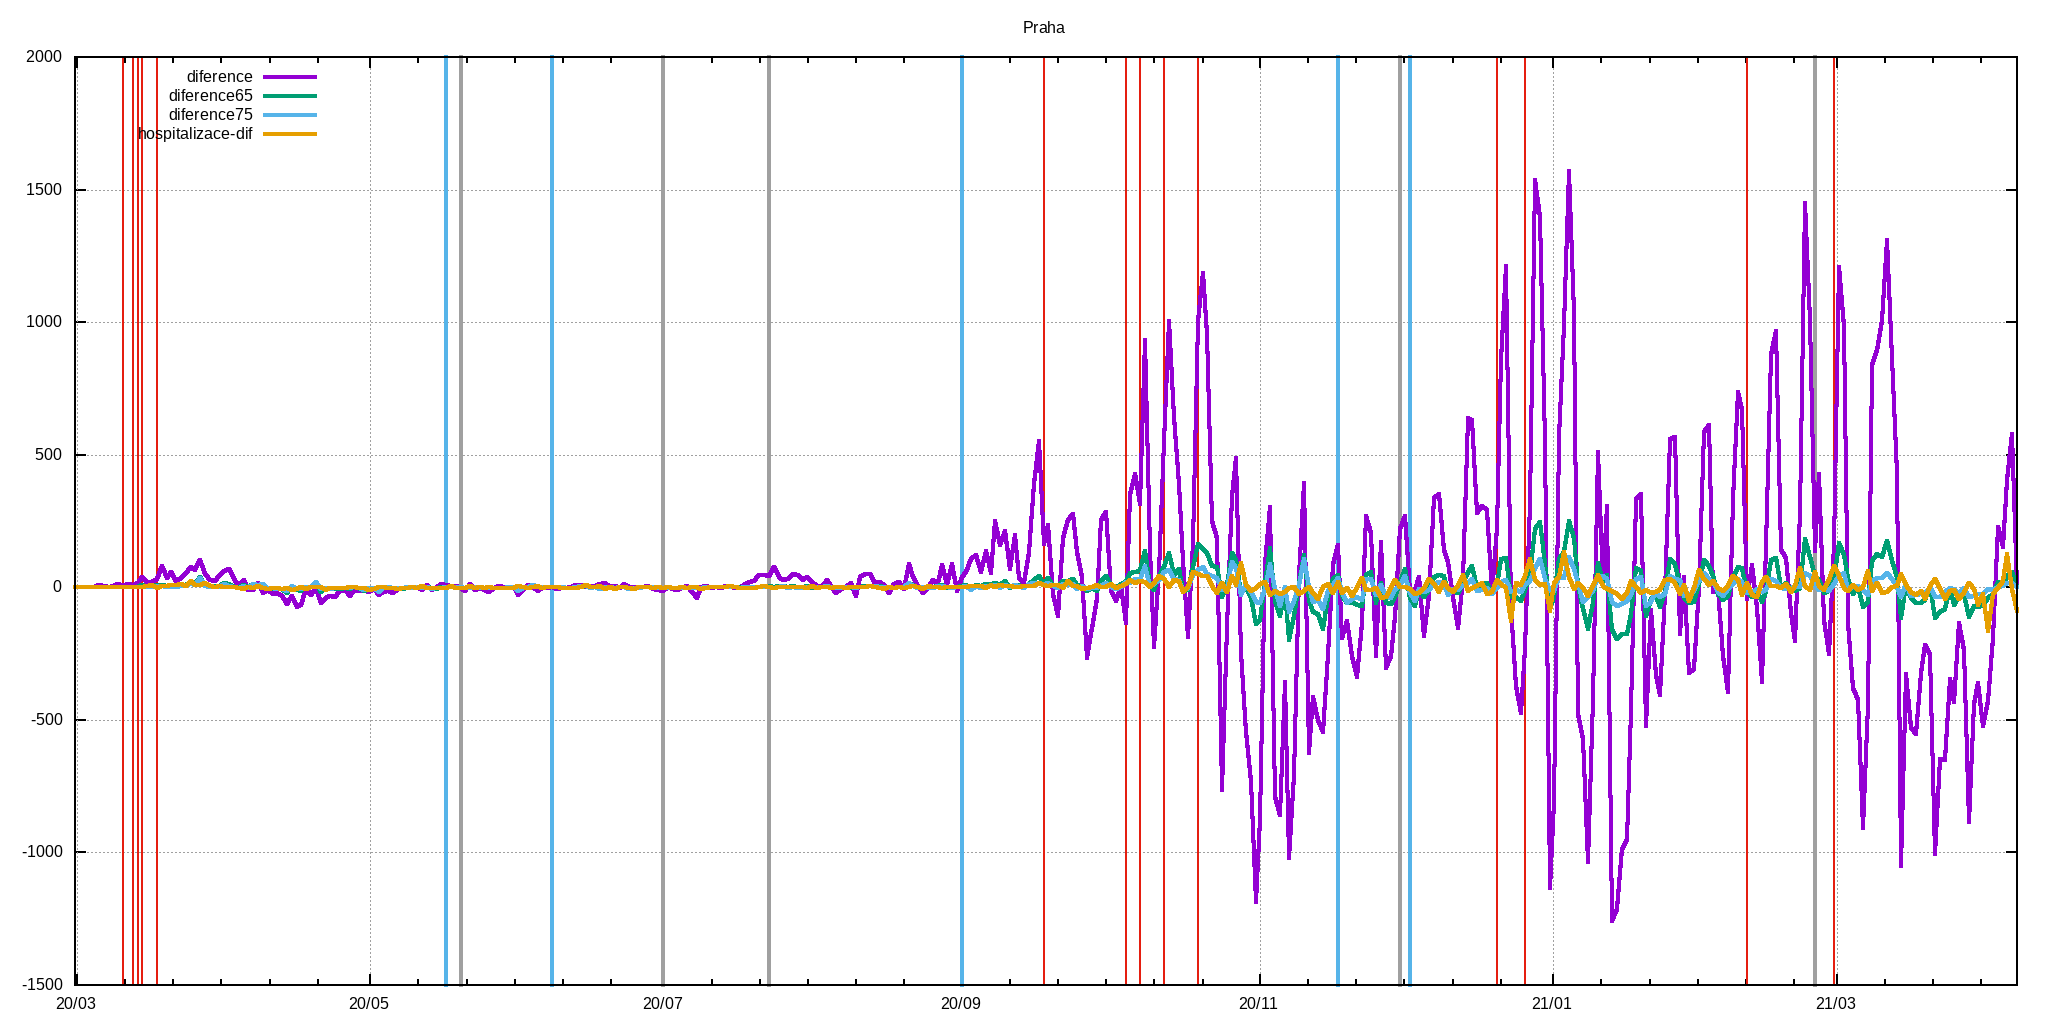 Praha
2000
diference
diference65
diference75
hospitalizace-dif
1500
1000
500
0
-500
-1000
-1500
20/03 20/05 20/07 20/09 20/11 21/01 21/03